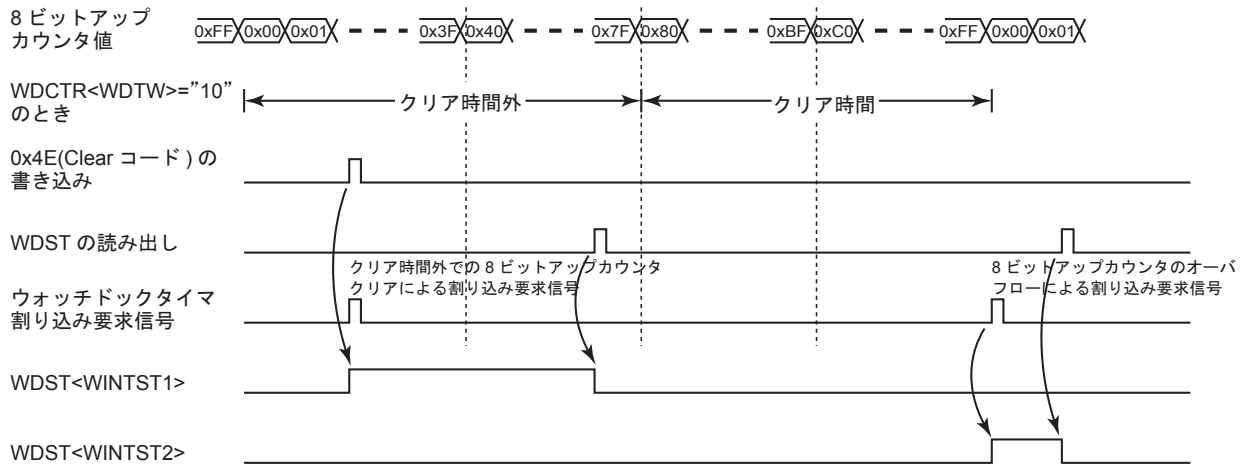 8 ビットアップ
カウンタ値
0xFF 0x00 0x01 0x3F 0x40 0x7F 0x80 0xBF 0xC0 0xFF 0x00 0x01
WDCTR<WDTW>="10"
のとき
クリア時間外
クリア時間
0x4E(Clear コード ) の
書き込み
WDST の読み出し
クリア時間外での 8 ビットアップカウンタ
クリアによる割り込み要求信号
8 ビットアップカウンタのオーバ
フローによる割り込み要求信号
ウォッチドックタイマ
割り込み要求信号
WDST<WINTST1>
WDST<WINTST2>